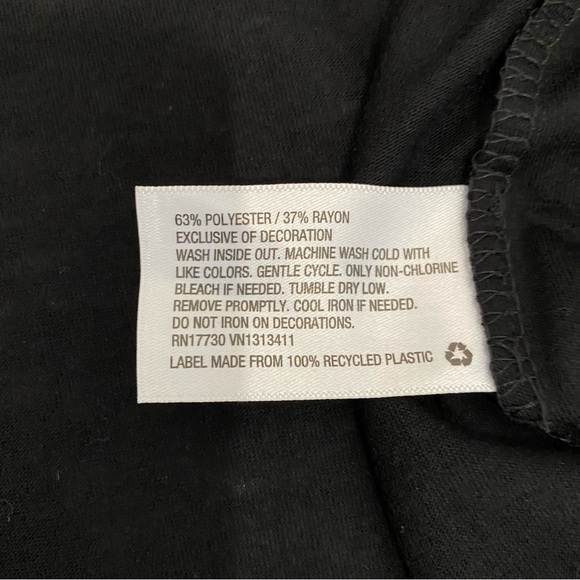 63% POLYESTER / 37% RAYON
EXCLUSIVE OF DECORATION
WASH INSIDE OUT. MACHINE WASH COLD WITH
LIKE COLORS. GENTLE CYCLE. ONLY NON-CHLORINE
BLEACH IF NEEDED. TUMBLE DRY LOW.
REMOVE PROMPTLY. COOL IRON IF NEEDED.
DO NOT IRON ON DECORATIONS.
RN17730 VN1313411
LABEL MADE FROM 100% RECYCLED PLASTIC